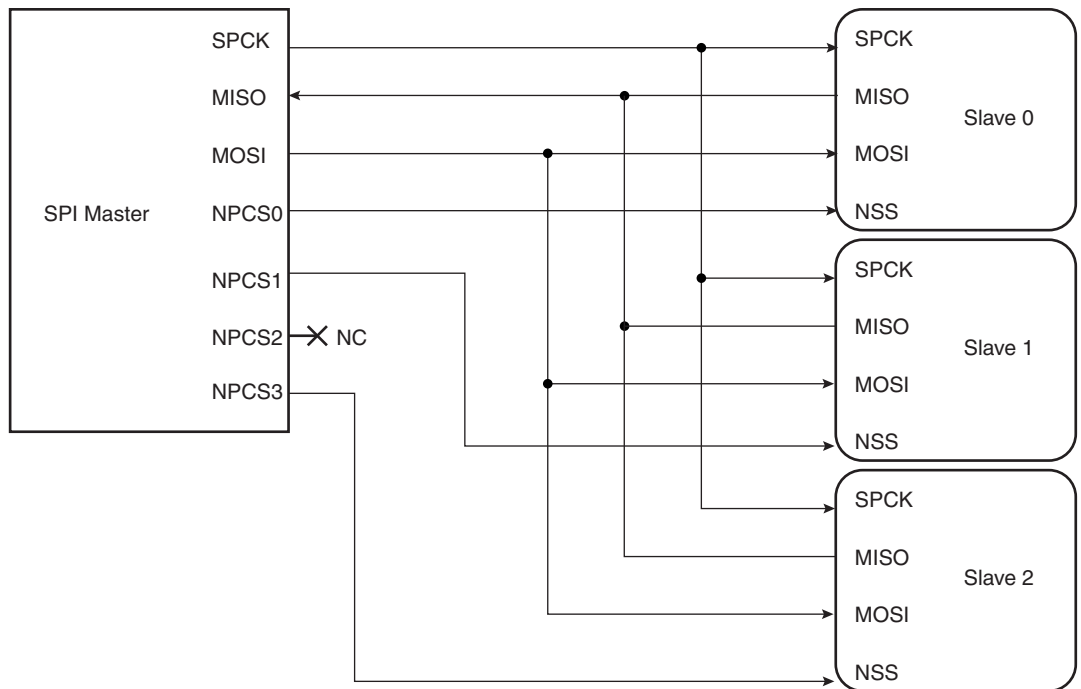 SPI Master
SPCK
MISO
MOSI
NPCS0
NPCS1
NPCS2
NC
NPCS3
SPCK
MISO
Slave 0
MOSI
NSS
SPCK
MISO
Slave 1
MOSI
NSS
SPCK
MISO
Slave 2
MOSI
NSS